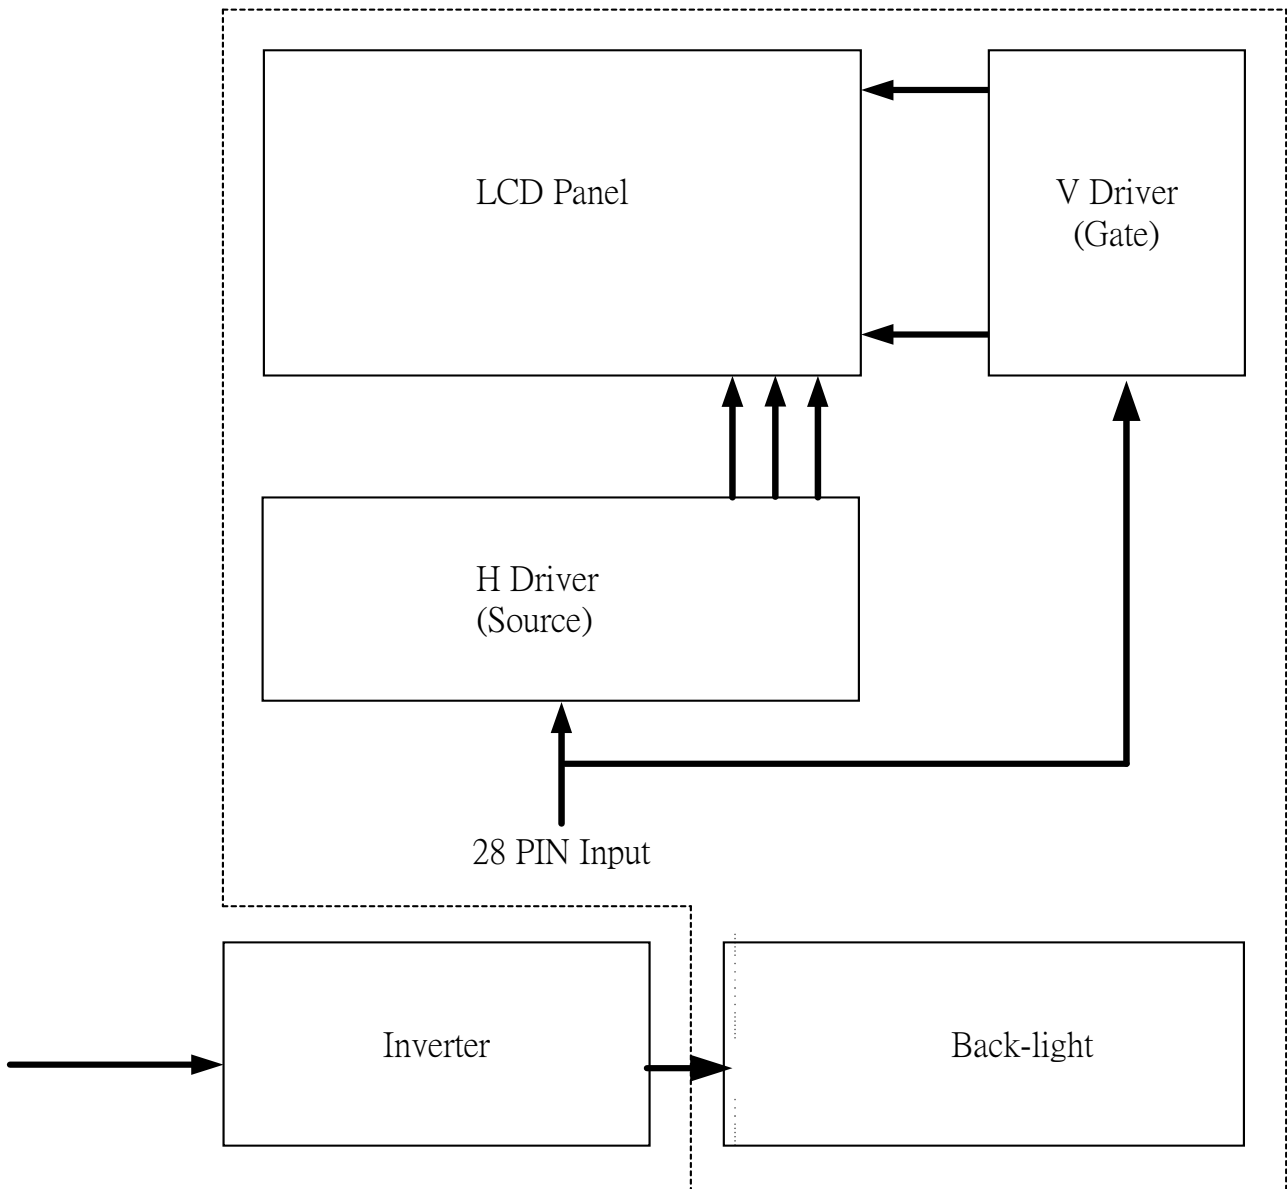 LCD Panel
V Driver
(Gate)
H Driver
(Source)
28 PIN Input
Inverter
Back-light